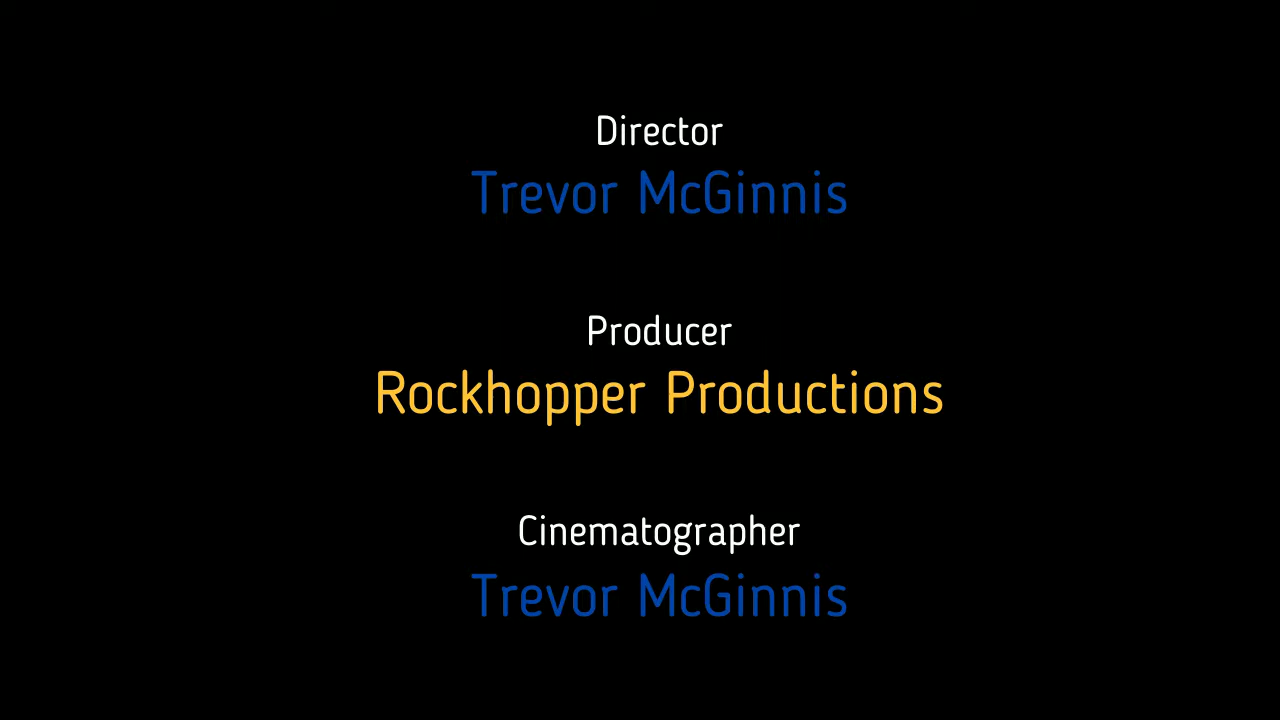 Director
Trevor McGinnis
Producer
Rockhopper Productions
Cinematographer
Trevor McGinnis